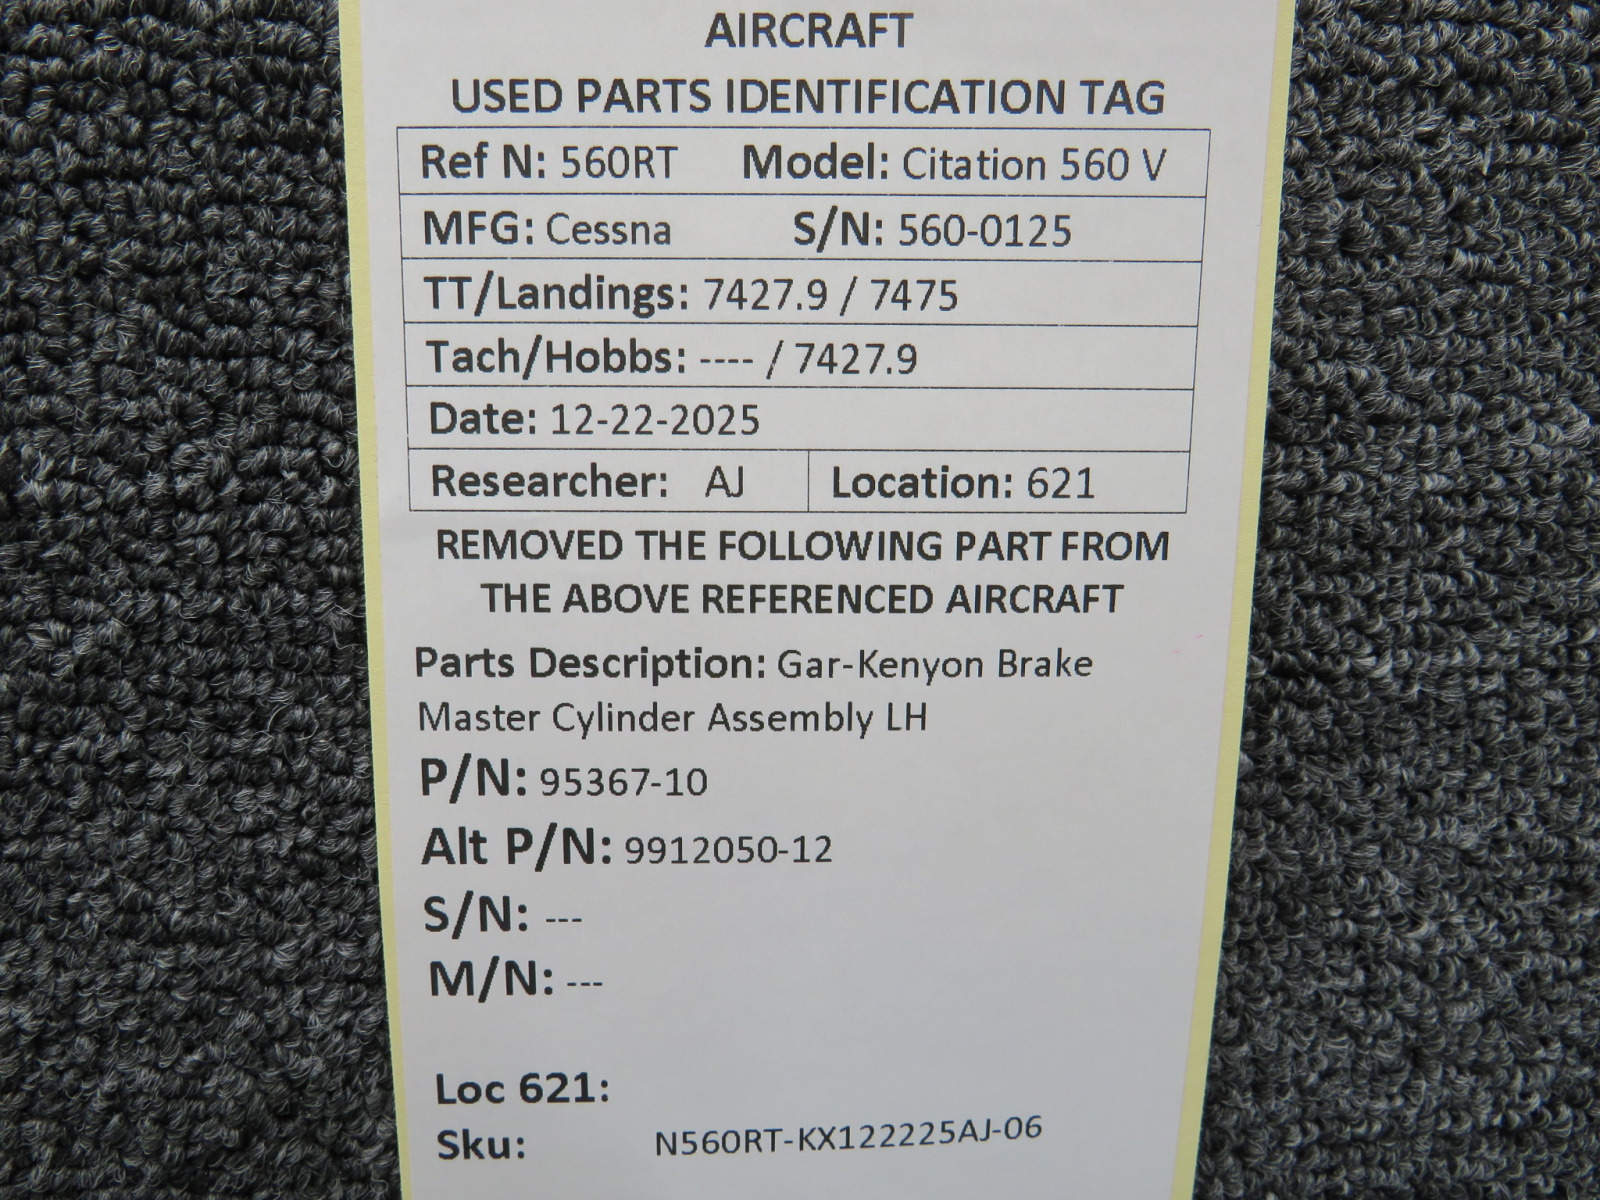 AIRCRAFT
USED PARTS IDENTIFICATION TAG
Ref N: 560RT Model: Citation 560 V
MFG: Cessna S/N: 560-0125
TT/Landings: 7427.9 / 7475
Tach/Hobbs: ---- / 7427.9
Date: 12-22-2025
Researcher: AJ Location: 621
REMOVED THE FOLLOWING PART FROM
THE ABOVE REFERENCED AIRCRAFT
Parts Description: Gar-Kenyon Brake
Master Cylinder Assembly LH
P/N: 95367-10
Alt P/N: 9912050-12
S/N: ---
M/N: ---
Loc 621:
Sku: N560RT-KX122225AJ-06